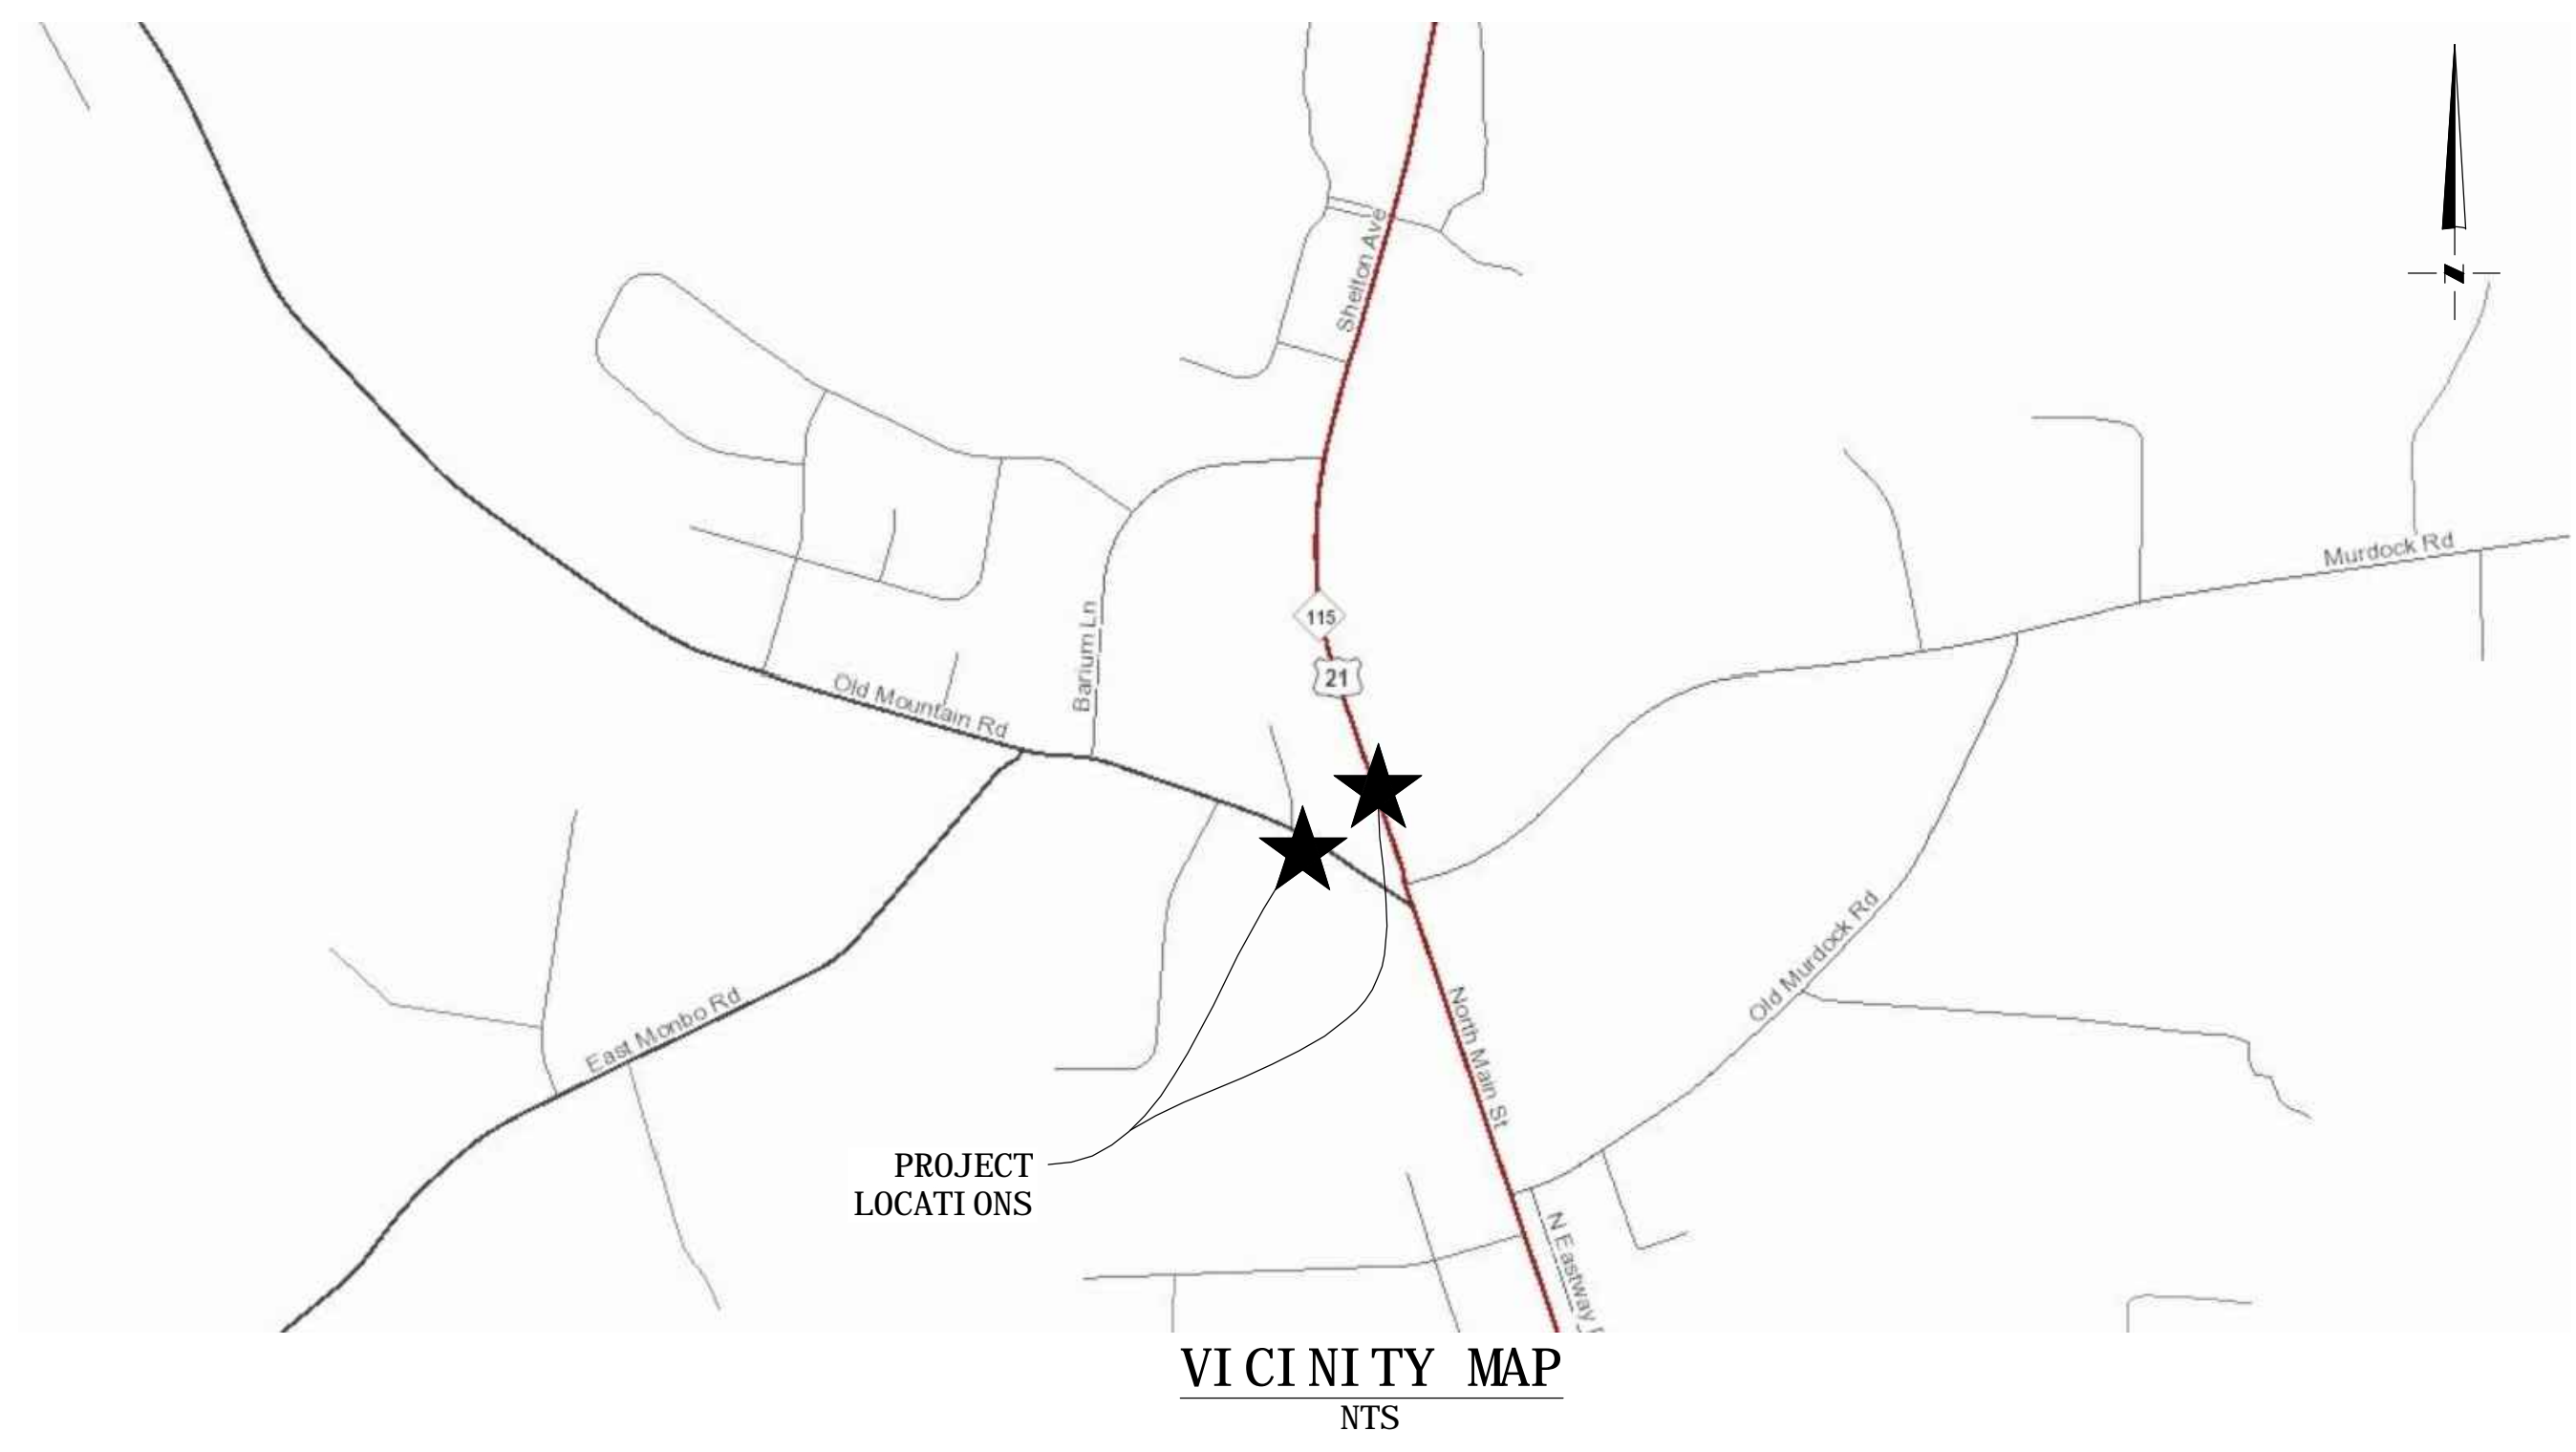 Shelton Ave
N
Murdock Rd
115
Barium Ln
21
Old Mountain Rd
Old Murdock Rd
East Monbo Rd
North Main St
PROJECT
LOCATIONS
N Eastway
VICINITY MAP
NTS